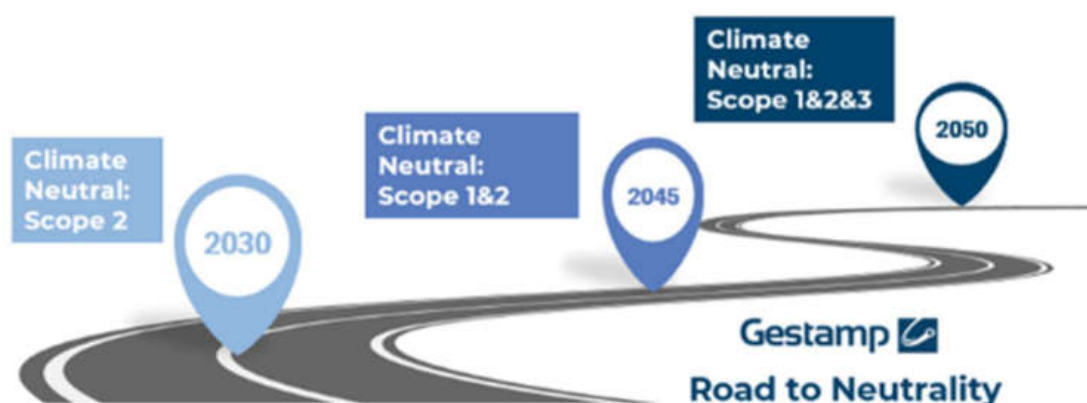 Climate
Neutral:
Scope 2
2030
Climate
Neutral:
Scope 1&2
2045
Climate
Neutral:
Scope 1&2&3
2050
Gestamp
Road to Neutrality